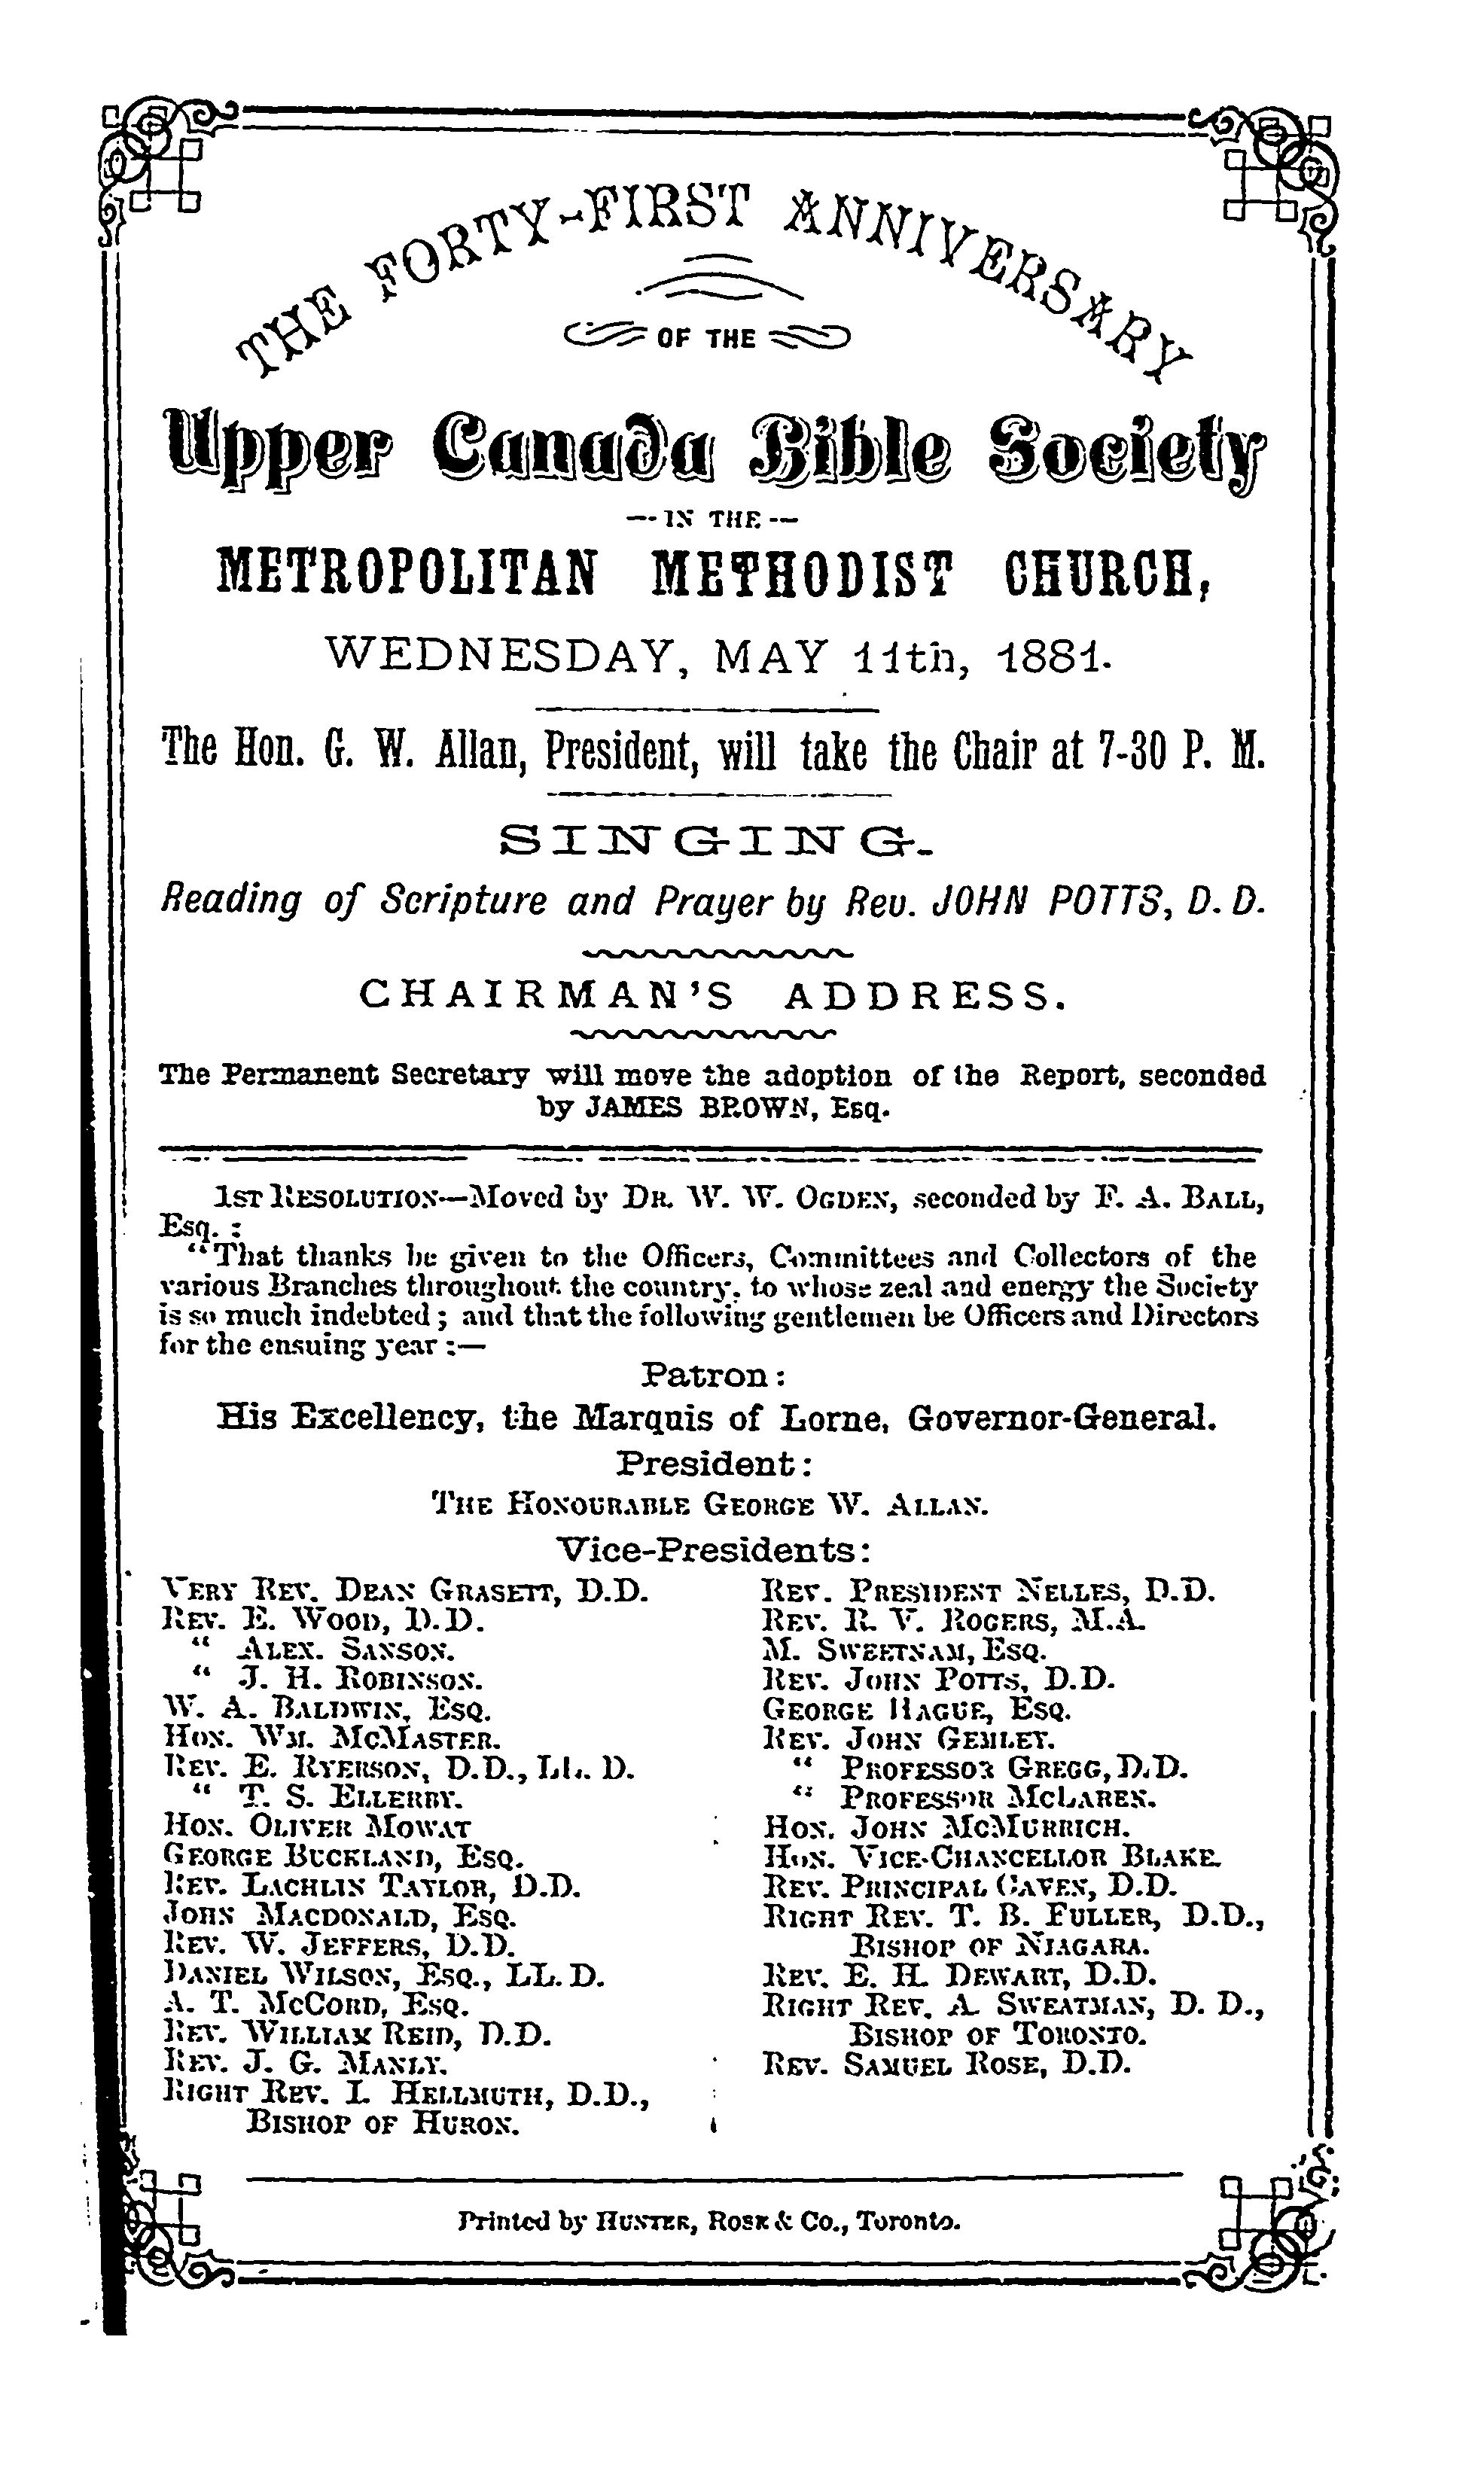 THE FORTY-FIRST ANNIVERSARY
OF THE
Upper Canada Bible Society
—IN THE—
METROPOLITAN METHODIST CHURCH,
WEDNESDAY, MAY 11th, 1881.
The Hon. G. W. Allan, President, will take the Chair at 7-30 P. M.
SINGING.
Reading of Scripture and Prayer by Rev. JOHN POTTS, D. D.
CHAIRMAN'S ADDRESS.
The Permanent Secretary will move the adoption of the Report, seconded
by JAMES BROWN, Esq.
1ST RESOLUTION—Moved by DR. W. W. OGDEN, seconded by F. A. BALL,
Esq. :
"That thanks be given to the Officers, Committees and Collectors of the
various Branches throughout the country, to whose zeal and energy the Society
is so much indebted ; and that the following gentlemen be Officers and Directors
for the ensuing year :—
Patron :
His Excellency, the Marquis of Lorne, Governor-General.
President :
THE HONOURABLE GEORGE W. ALLAN.
Vice-Presidents :
VERY REV. DEAN GRASETT, D.D.
REV. E. WOOD, D.D.
" ALEX. SANSON.
" J. H. ROBINSON.
W. A. BALDWIN, ESQ.
HON. WM. MCMASTER.
REV. E. RYERSON, D.D., LL. D.
" T. S. ELLERBY.
HON. OLIVER MOWAT
GEORGE BUCKLAND, ESQ.
REV. LACHLIN TAYLOR, D.D.
JOHN MACDONALD, ESQ.
REV. W. JEFFERS, D.D.
DANIEL WILSON, ESQ., LL. D.
A. T. MCCORD, ESQ.
REV. WILLIAM REID, D.D.
REV. J. G. MANLY.
RIGHT REV. I. HELLMUTH, D.D.,
BISHOP OF HURON.
REV. PRESIDENT NELLES, D.D.
REV. R. V. ROGERS, M.A.
M. SWEETNAM, ESQ.
REV. JOHN POTTS, D.D.
GEORGE HAGUE, ESQ.
REV. JOHN GEMLEY.
" PROFESSOR GREGG, D.D.
" PROFESSOR MCLAREN.
HON. JOHN MCMURRICH.
HON. VICE-CHANCELLOR BLAKE.
REV. PRINCIPAL CAVEN, D.D.
RIGHT REV. T. B. FULLER, D.D.,
BISHOP OF NIAGARA.
REV. E. H. DEWART, D.D.
RIGHT REV. A. SWEATMAN, D. D.,
BISHOP OF TORONTO.
REV. SAMUEL ROSE, D.D.
Printed by HUNTER, ROSE & Co., Toronto.